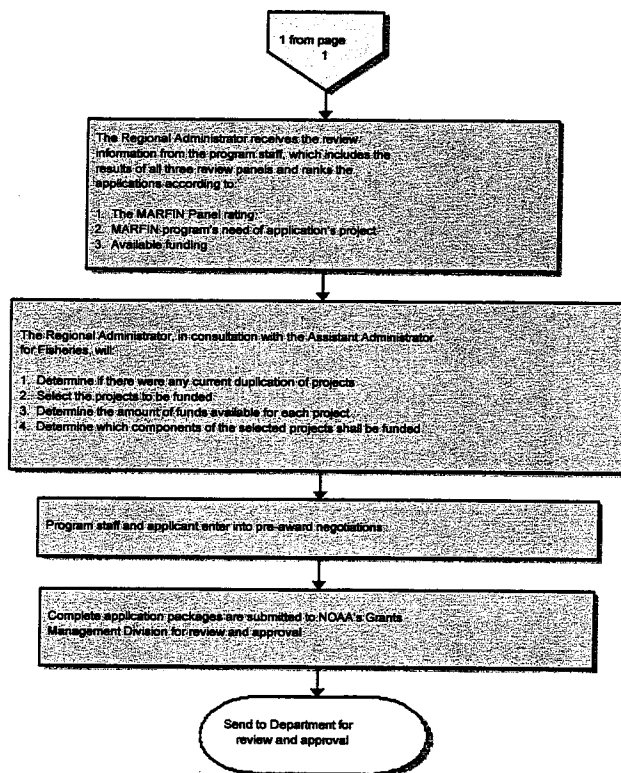 1 from page
1
The Regional Administrator receives the review
information from the program staff, which includes the
results of all three review panels and ranks the
applications according to:
1. The MARFIN Panel rating
2. MARFIN program's need of application's project
3. Available funding
The Regional Administrator, in consultation with the Assistant Administrator
for Fisheries, will:
1. Determine if there were any current duplication of projects
2. Select the projects to be funded
3. Determine the amount of funds available for each project
4. Determine which components of the selected projects shall be funded
Program staff and applicant enter into pre-award negotiations
Complete application packages are submitted to NOAA's Grants
Management Division for review and approval
Send to Department for
review and approval